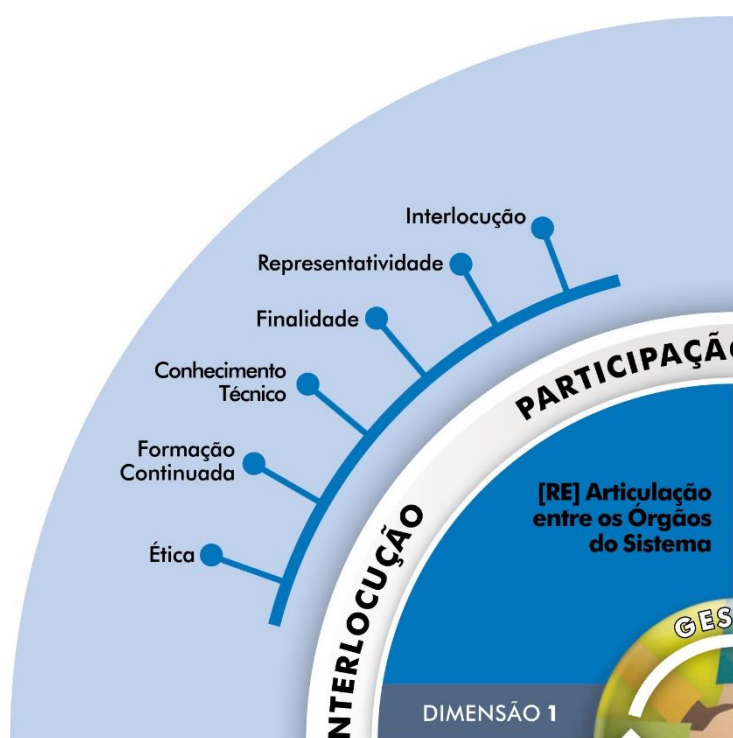 Interlocução
Representatividade
Finalidade
Conhecimento
Técnico
Formação
Continuada
Ética
PARTICIPAÇÃ
INTERLOCUÇÃO
[RE] Articulação
entre os Órgãos
do Sistema
GES
DIMENSÃO 1